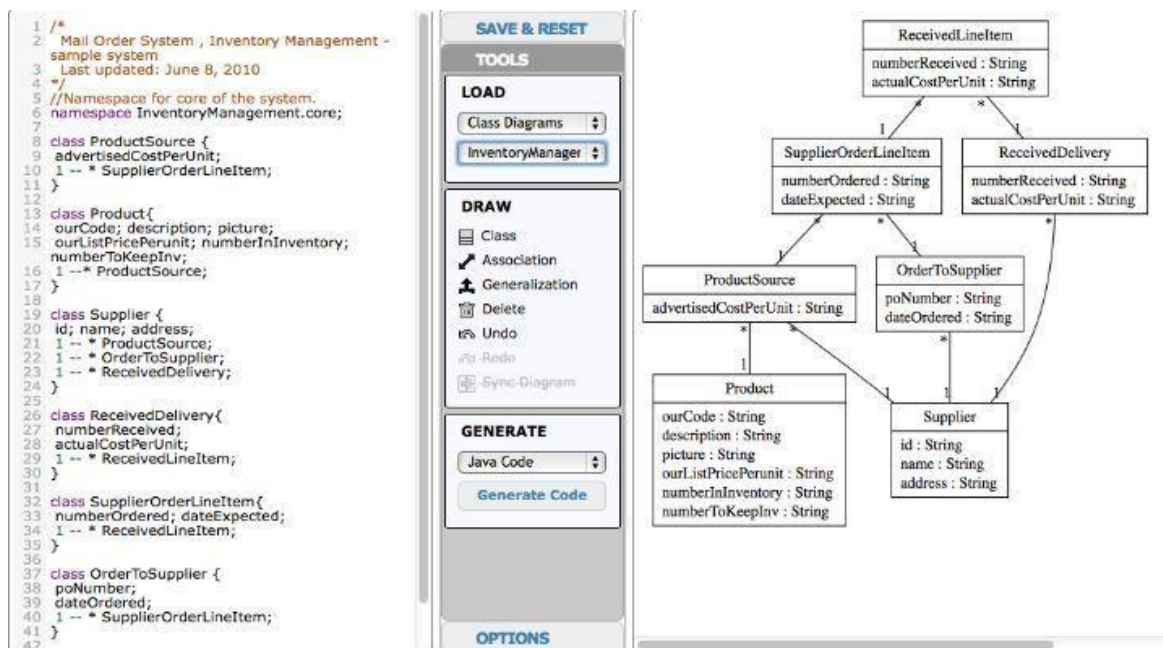 1 /*
2 Mail Order System , Inventory Management -
sample system
3 Last updated: June 8, 2010
4 */
5 //Namespace for core of the system.
6 namespace InventoryManagement.core;
7
8 class ProductSource {
9 advertisedCostPerUnit;
10 1 -- * SupplierOrderLineItem;
11 }
12
13 class Product{
14 ourCode; description; picture;
15 ourListPricePerunit; numberInInventory;
numberToKeepInv;
16 1 --* ProductSource;
17 }
18
19 class Supplier {
20 id; name; address;
21 1 -- * ProductSource;
22 1 -- * OrderToSupplier;
23 1 -- * ReceivedDelivery;
24 }
25
26 class ReceivedDelivery{
27 numberReceived;
28 actualCostPerUnit;
29 1 -- * ReceivedLineItem;
30 }
31
32 class SupplierOrderLineItem{
33 numberOrdered; dateExpected;
34 1 -- * ReceivedLineItem;
35 }
36
37 class OrderToSupplier {
38 poNumber;
39 dateOrdered;
40 1 -- * SupplierOrderLineItem;
41 }
42
SAVE & RESET
TOOLS
LOAD
Class Diagrams
InventoryManager
DRAW
Class
Association
Generalization
Delete
Undo
Redo
Sync Diagram
GENERATE
Java Code
Generate Code
OPTIONS
ReceivedLineItem
numberReceived : String
actualCostPerUnit : String
* *
1 1
SupplierOrderLineItem
numberOrdered : String
dateExpected : String
* *
ReceivedDelivery
numberReceived : String
actualCostPerUnit : String
*
1 1
ProductSource
advertisedCostPerUnit : String
* *
OrderToSupplier
poNumber : String
dateOrdered : String
*
1 1 1 1
Product
ourCode : String
description : String
picture : String
ourListPricePerunit : String
numberInInventory : String
numberToKeepInv : String
Supplier
id : String
name : String
address : String